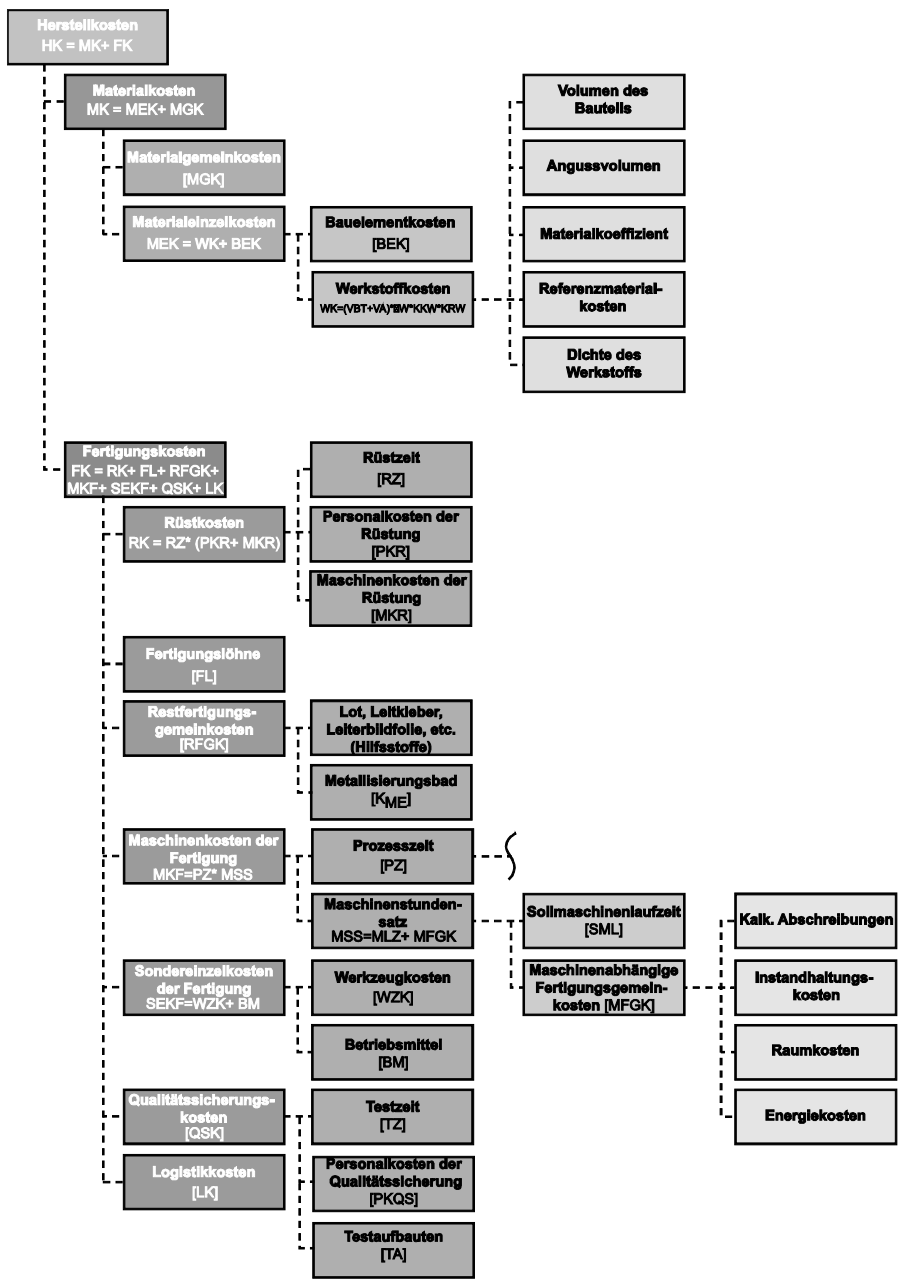 Herstellkosten
HK = MK+ FK
Materialkosten
MK = MEK+ MGK
Materialgemeinkosten
[MGK]
Materialeinzelkosten
MEK = WK+ BEK
Bauelementkosten
[BEK]
Werkstoffkosten
WK=(VBT+VA)*W*KKW*KRW
Volumen des
Bauteils
Angussvolumen
Materialkoeffizient
Referenzmaterial-
kosten
Dichte des
Werkstoffs
Fertigungskosten
FK = RK+ FL+ RFGK+
MKF+ SEKF+ QSK+ LK
Rüstkosten
RK = RZ* (PKR+ MKR)
Rüstzeit
[RZ]
Personalkosten der
Rüstung
[PKR]
Maschinenkosten der
Rüstung
[MKR]
Fertigungslöhne
[FL]
Restfertigungs-
gemeinkosten
[RFGK]
Lot, Leitkleber,
Leiterbildfolie, etc.
(Hilfsstoffe)
Metallisierungsbad
[KME]
Maschinenkosten der
Fertigung
MKF=PZ* MSS
Prozesszeit
[PZ]
Maschinenstunden-
satz
MSS=MLZ+ MFGK
Sollmaschinenlaufzeit
[SML]
Maschinenabhängige
Fertigungsgemein-
kosten [MFGK]
Kalk. Abschreibungen
Instandhaltungs-
kosten
Raumkosten
Energiekosten
Sondereinzelkosten
der Fertigung
SEKF=WZK+ BM
Werkzeugkosten
[WZK]
Betriebsmittel
[BM]
Qualitätssicherungs-
kosten
[QSK]
Testzeit
[TZ]
Personalkosten der
Qualitätssicherung
[PKQS]
Testaufbauten
[TA]
Logistikkosten
[LK]